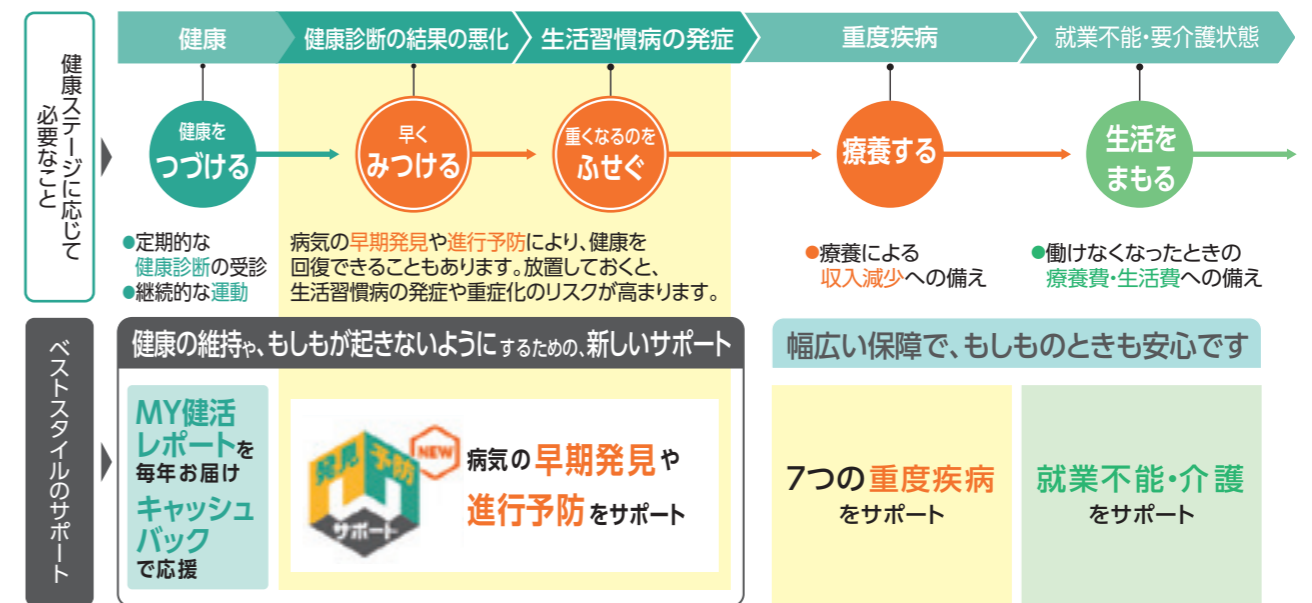 健康ステージに応じて
必要なこと
健康
健康診断の結果の悪化
生活習慣病の発症
重度疾病
就業不能・要介護状態
健康を
つづける
早く
みつける
重くなるのを
ふせぐ
療養する
生活を
まもる
●定期的な
健康診断の受診
●継続的な運動
病気の早期発見や進行予防により、健康を
回復できることもあります。放置しておくと、
生活習慣病の発症や重症化のリスクが高まります。
●療養による
収入減少への備え
●働けなくなったときの
療養費・生活費への備え
ベストスタイルのサポート
健康の維持や、もしもが起きないようにするための、新しいサポート
幅広い保障で、もしものときも安心です
MY健活
レポートを
毎年お届け
キャッシュ
バック
で応援
発見 予防
サポート
NEW
病気の早期発見や
進行予防をサポート
7つの重度疾病
をサポート
就業不能・介護
をサポート